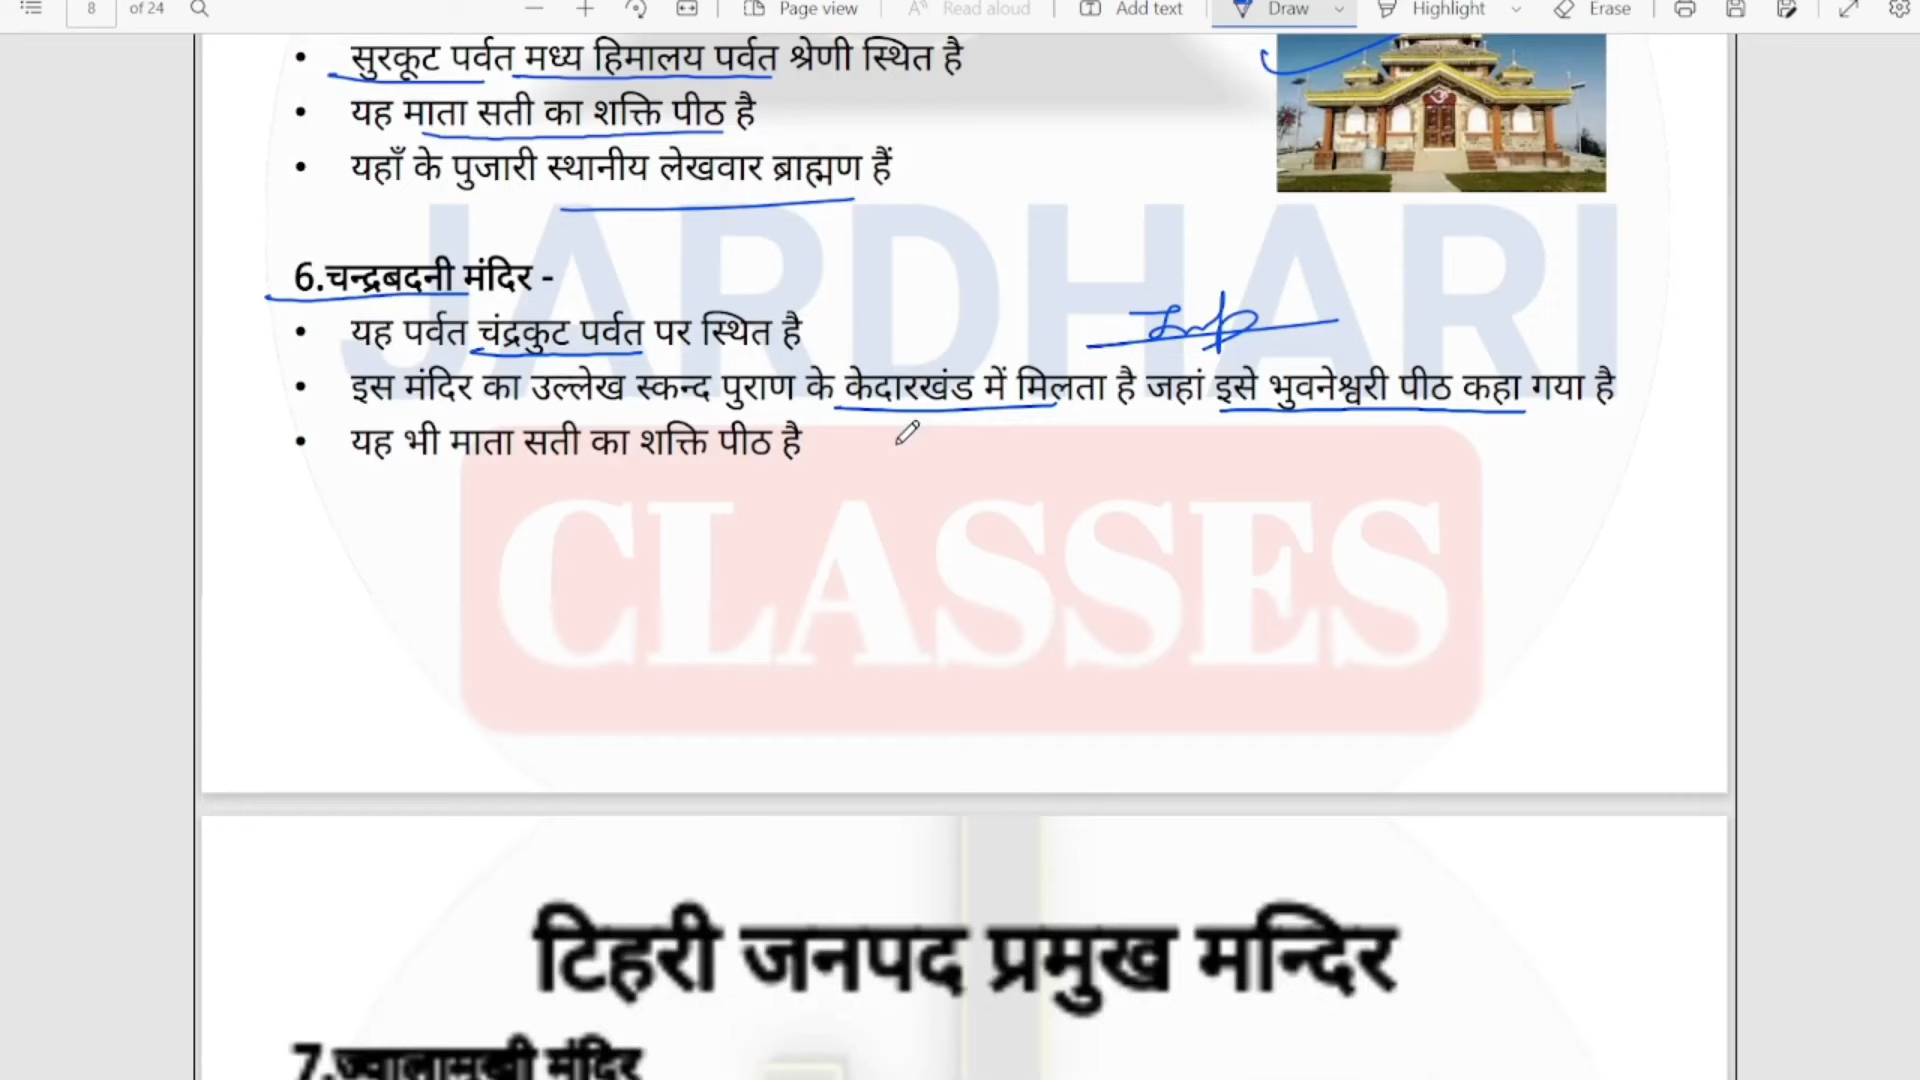 8 of 24 Page view Read aloud Add text Draw Highlight Erase
• सुरकूट पर्वत मध्य हिमालय पर्वत श्रेणी स्थित है
• यह माता सती का शक्ति पीठ है
• यहाँ के पुजारी स्थानीय लेखवार ब्राह्मण हैं
JARDHARI
6.चन्द्रबदनी मंदिर -
Imp
• यह पर्वत चंद्रकुट पर्वत पर स्थित है
• इस मंदिर का उल्लेख स्कन्द पुराण के केदारखंड में मिलता है जहां इसे भुवनेश्वरी पीठ कहा गया है
• यह भी माता सती का शक्ति पीठ है
CLASSES
टिहरी जनपद प्रमुख मन्दिर
7.ज्वालामुखी मंदिर